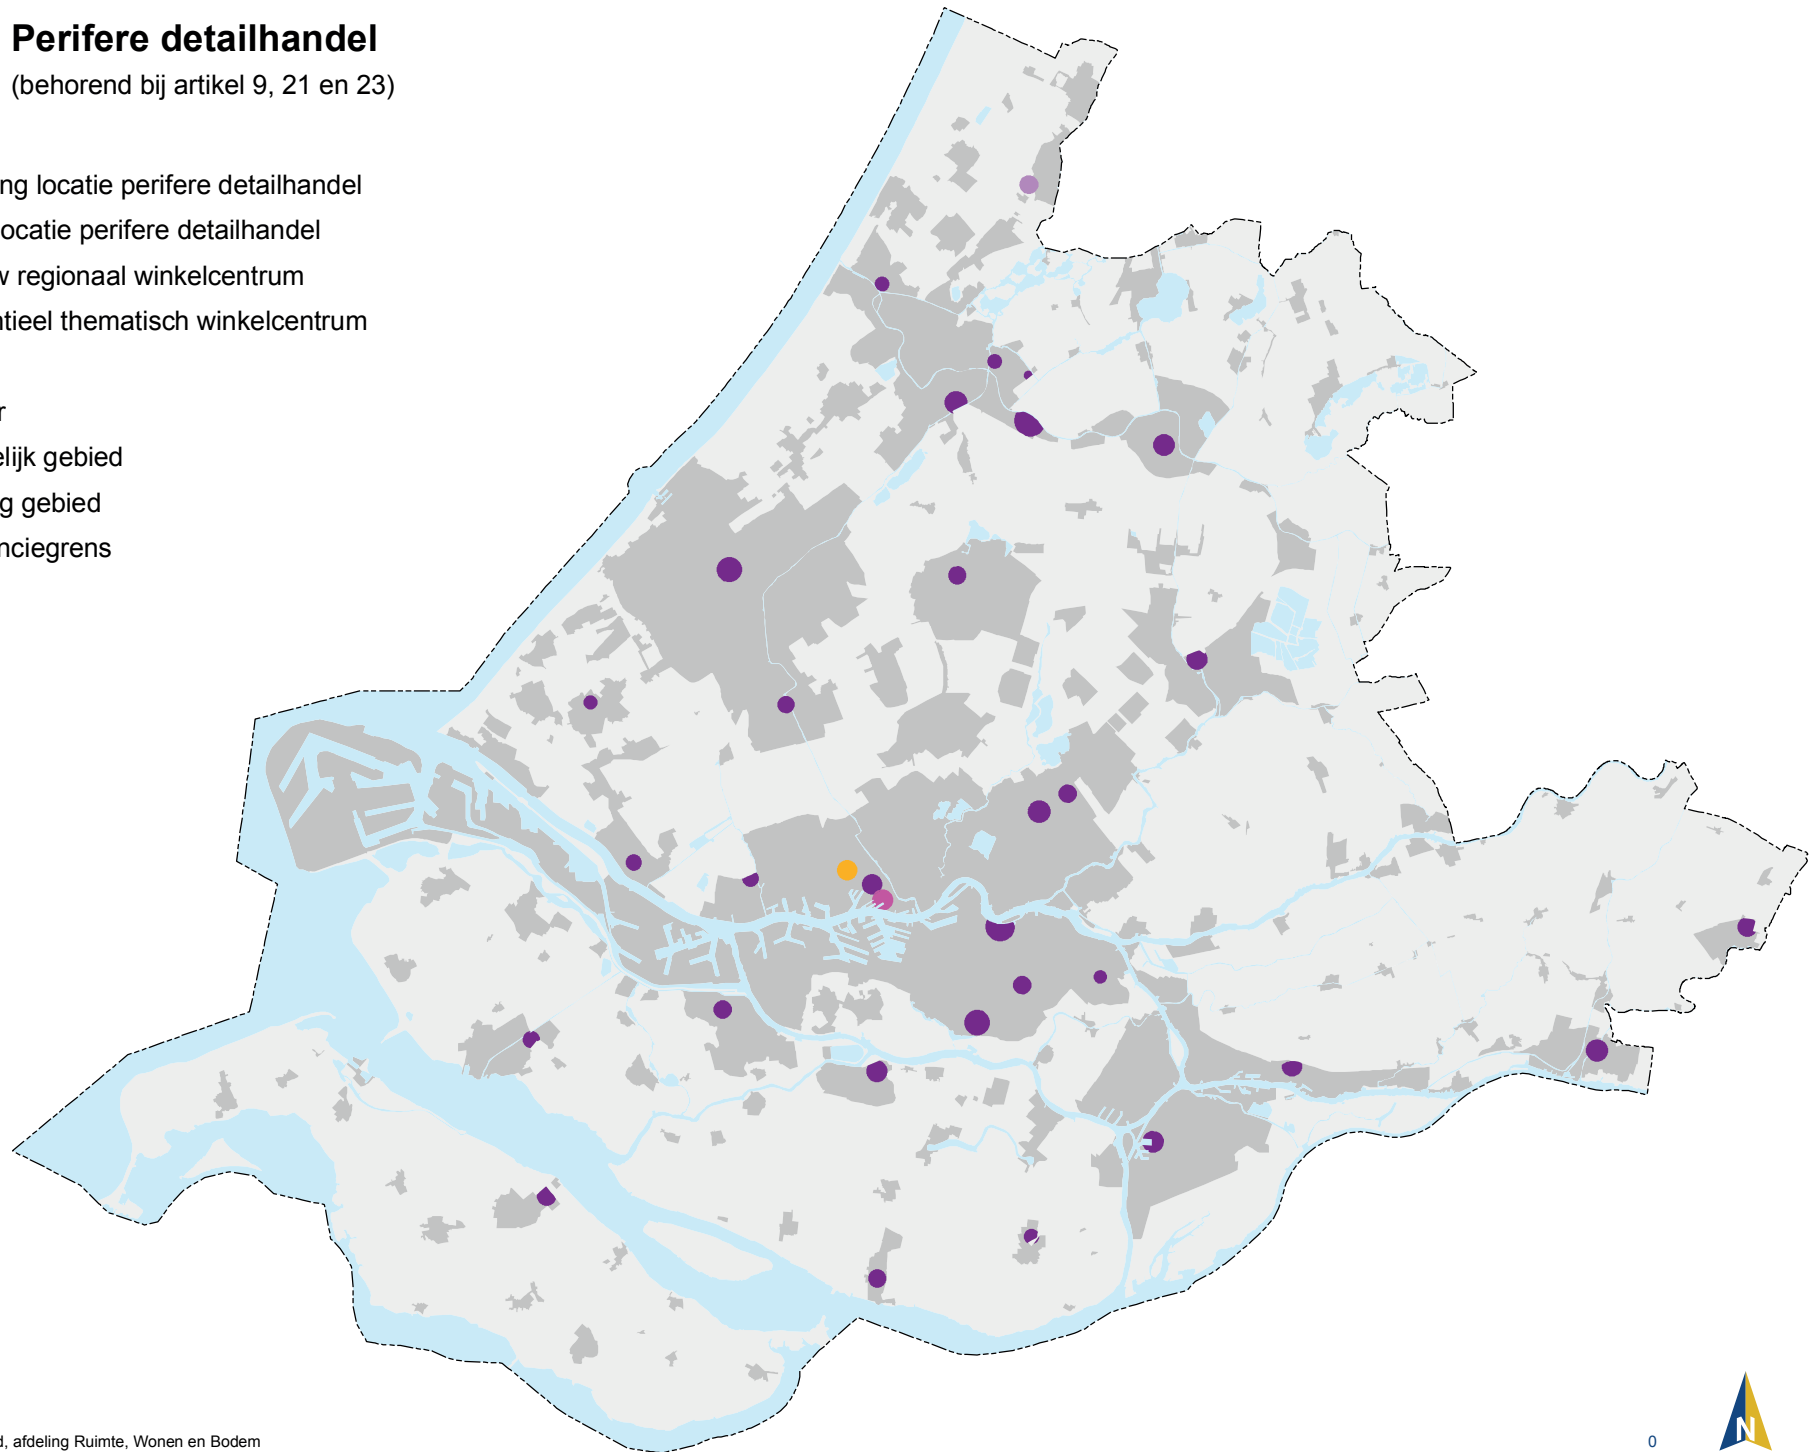 Perifere detailhandel
(behorend bij artikel 9, 21 en 23)
ng locatie perifere detailhandel
ocatie perifere detailhandel
w regionaal winkelcentrum
ntieel thematisch winkelcentrum
r
elijk gebied
g gebied
nciegrens
d, afdeling Ruimte, Wonen en Bodem
0
N